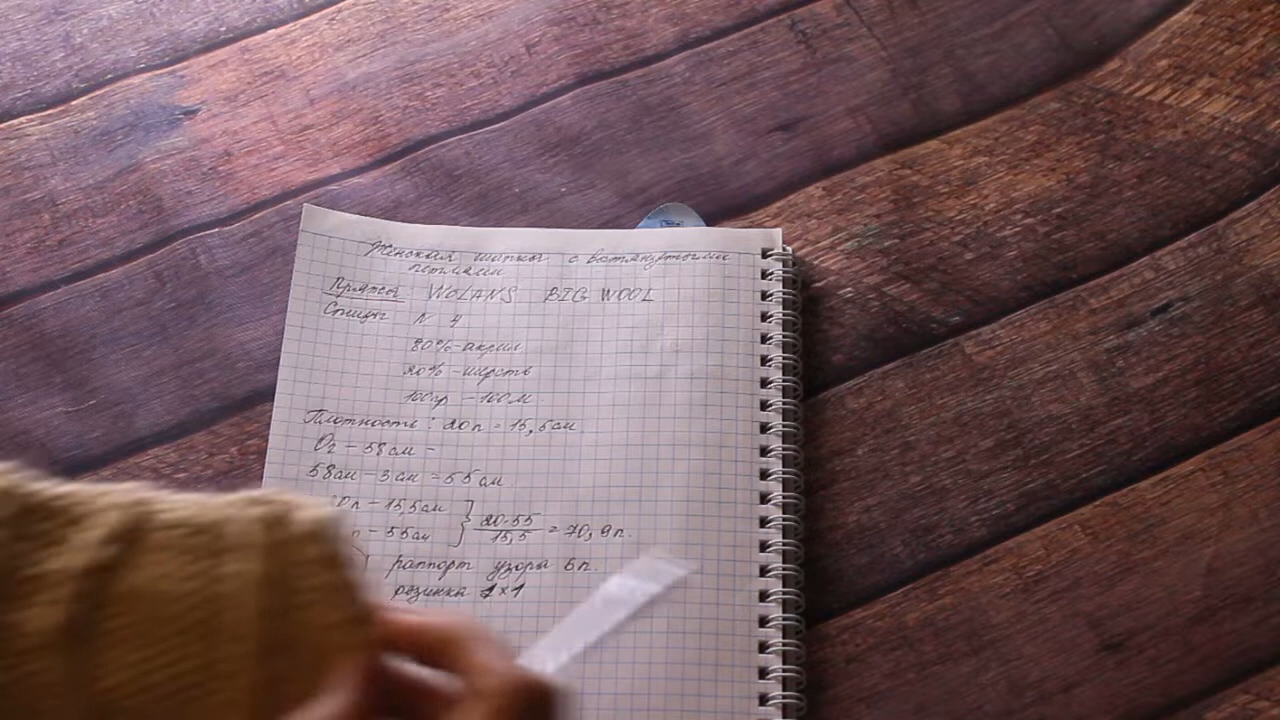 Женская шапка с вытянутыми
петлями
Пряжа: WOLANS BIG WOOL
Спицы N 4
80% - акрил
20% - шерсть
100гр - 100м
Плотность: 20п = 15,5см
Ог - 58см -
58см - 3см = 55см
0п - 15,5см } 20·55 / 15,5 = 70,9п.
п - 55см
раппорт узора 6п.
резинка 1×1